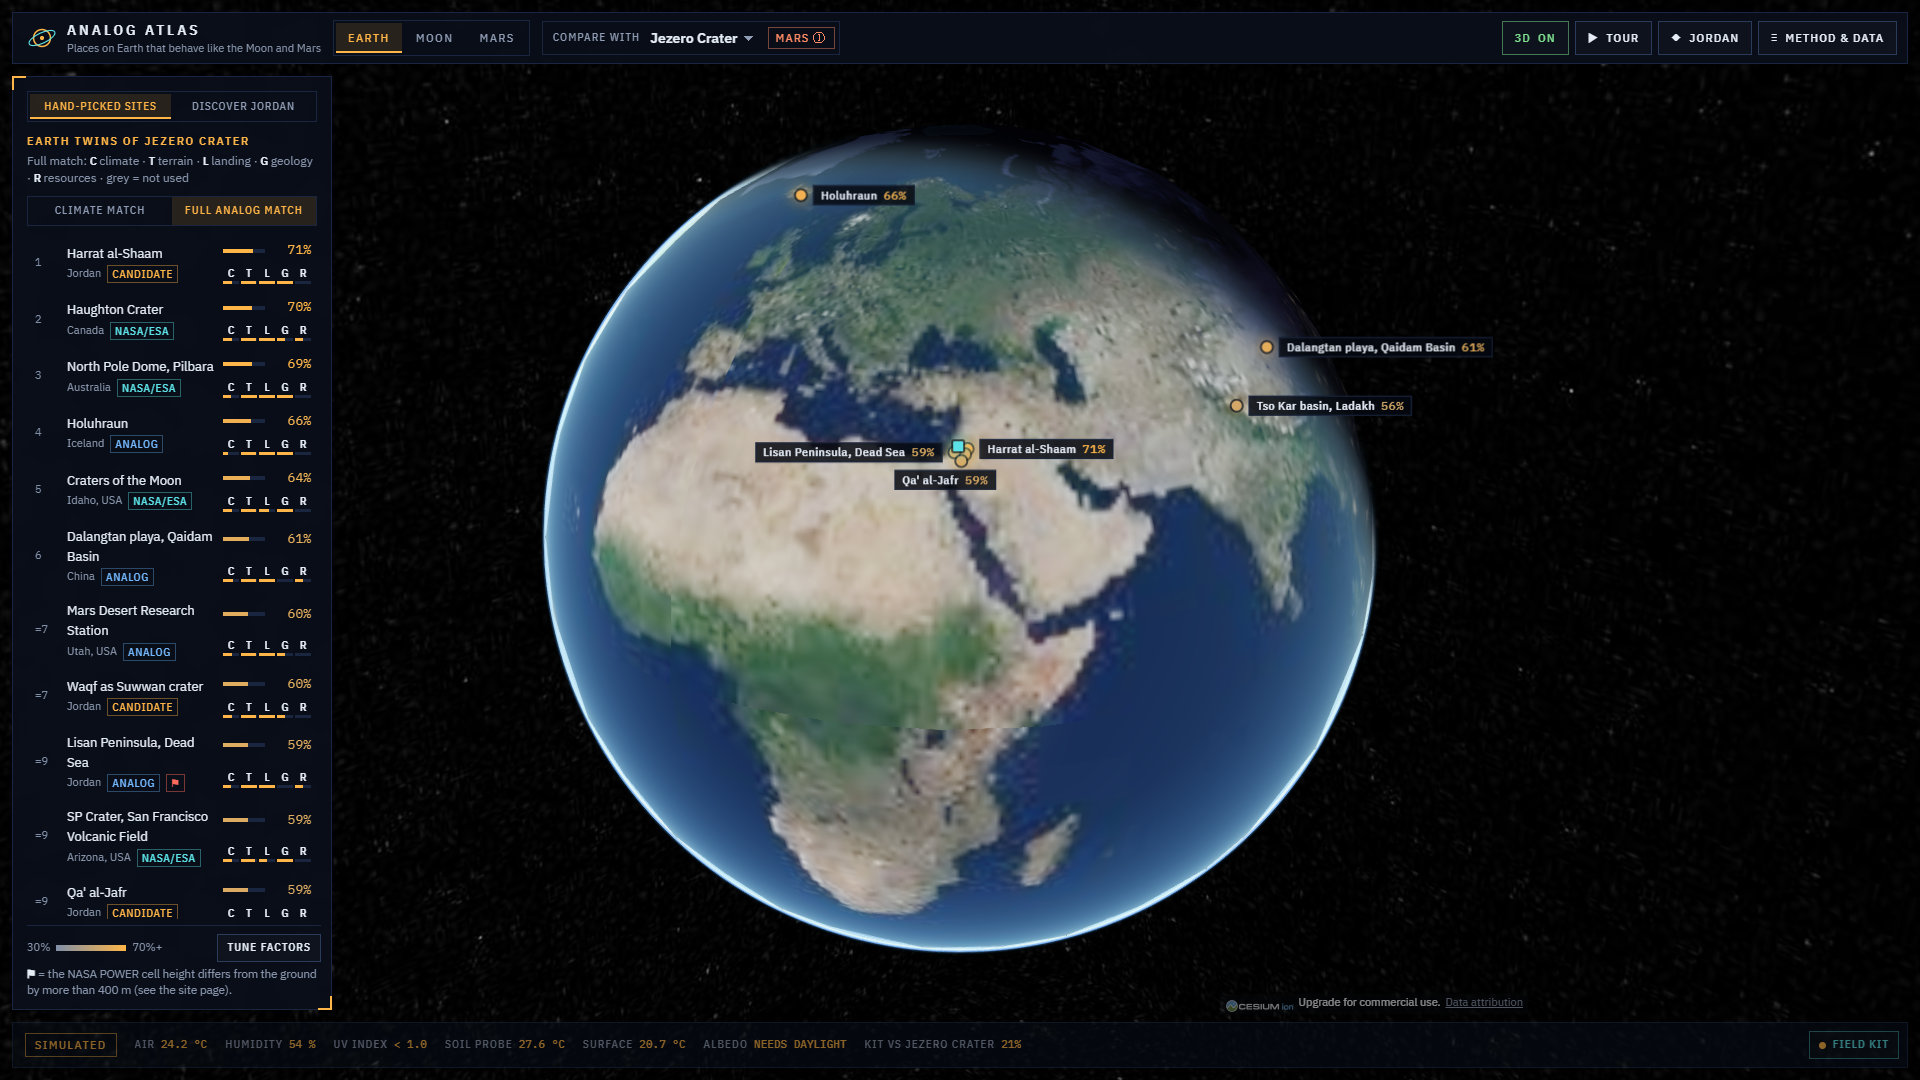 ANALOG ATLAS
Places on Earth that behave like the Moon and Mars
EARTH
MOON
MARS
COMPARE WITH Jezero Crater
MARS
3D ON
TOUR
JORDAN
METHOD & DATA
HAND-PICKED SITES
DISCOVER JORDAN
EARTH TWINS OF JEZERO CRATER
Full match: C climate · T terrain · L landing · G geology
· R resources · grey = not used
CLIMATE MATCH
FULL ANALOG MATCH
1
Harrat al-Shaam
71%
Jordan CANDIDATE
C T L G R
2
Haughton Crater
70%
Canada NASA/ESA
C T L G R
3
North Pole Dome, Pilbara
69%
Australia NASA/ESA
C T L G R
4
Holuhraun
66%
Iceland ANALOG
C T L G R
5
Craters of the Moon
64%
Idaho, USA NASA/ESA
C T L G R
6
Dalangtan playa, Qaidam
Basin
61%
China ANALOG
C T L G R
=7
Mars Desert Research
Station
60%
Utah, USA ANALOG
C T L G R
=7
Waqf as Suwwan crater
60%
Jordan CANDIDATE
C T L G R
=9
Lisan Peninsula, Dead
Sea
59%
Jordan ANALOG
C T L G R
=9
SP Crater, San Francisco
Volcanic Field
59%
Arizona, USA NASA/ESA
C T L G R
=9
Qa' al-Jafr
59%
Jordan CANDIDATE
C T L G R
30%
70%+
TUNE FACTORS
= the NASA POWER cell height differs from the ground
by more than 400 m (see the site page).
Holuhraun 66%
Dalangtan playa, Qaidam Basin 61%
Tso Kar basin, Ladakh 56%
Lisan Peninsula, Dead Sea 59%
Harrat al-Shaam 71%
Qa' al-Jafr 59%
CESIUM ion Upgrade for commercial use. Data attribution
SIMULATED AIR 24.2 °C HUMIDITY 54 % UV INDEX < 1.0 SOIL PROBE 27.6 °C SURFACE 20.7 °C ALBEDO NEEDS DAYLIGHT KIT VS JEZERO CRATER 21%
FIELD KIT